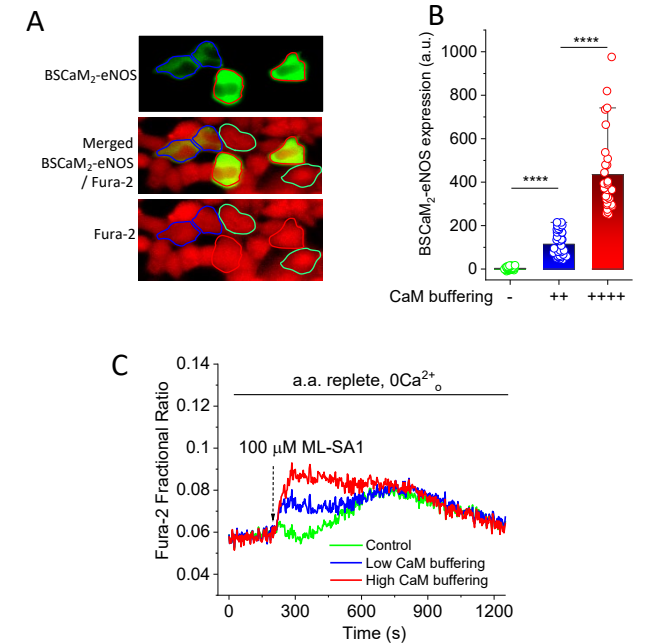 A
BSCaM₂-eNOS
Merged
BSCaM₂-eNOS
/ Fura-2
Fura-2
B
BSCaM₂-eNOS expression (a.u.)
1000
800
600
400
200
0
****
****
CaM buffering - ++ ++++
C
Fura-2 Fractional Ratio
0.14
0.12
0.1
0.08
0.06
0.04
a.a. replete, 0Ca²⁺ₒ
100 μM ML-SA1
Control
Low CaM buffering
High CaM buffering
0 300 600 900 1200
Time (s)